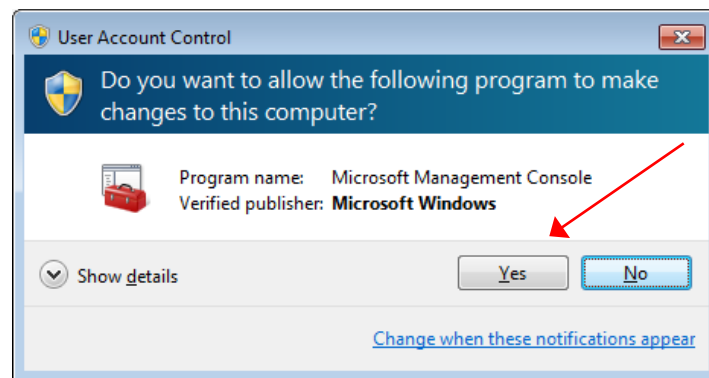 User Account Control
Do you want to allow the following program to make
changes to this computer?
Program name: Microsoft Management Console
Verified publisher: Microsoft Windows
Show details
Yes No
Change when these notifications appear